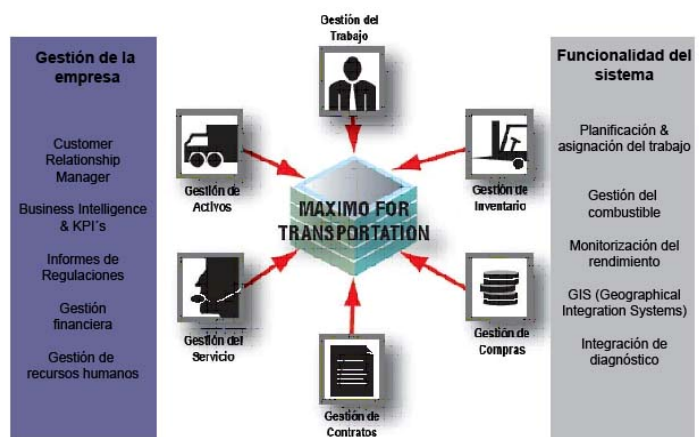 Gestión de la
empresa
Customer
Relationship
Manager
Business Intelligence
& KPI´s
Informes de
Regulaciones
Gestión
financiera
Gestión de
recursos humanos
Gestión del
Trabajo
Gestión de
Activos
Gestión de
Inventario
MAXIMO FOR
TRANSPORTATION
Gestión del
Servicio
Gestión de
Compras
Gestión de
Contratos
Funcionalidad del
sistema
Planificación &
asignación del trabajo
Gestión del
combustible
Monitorización del
rendimiento
GIS (Geographical
Integration Systems)
Integración de
diagnóstico